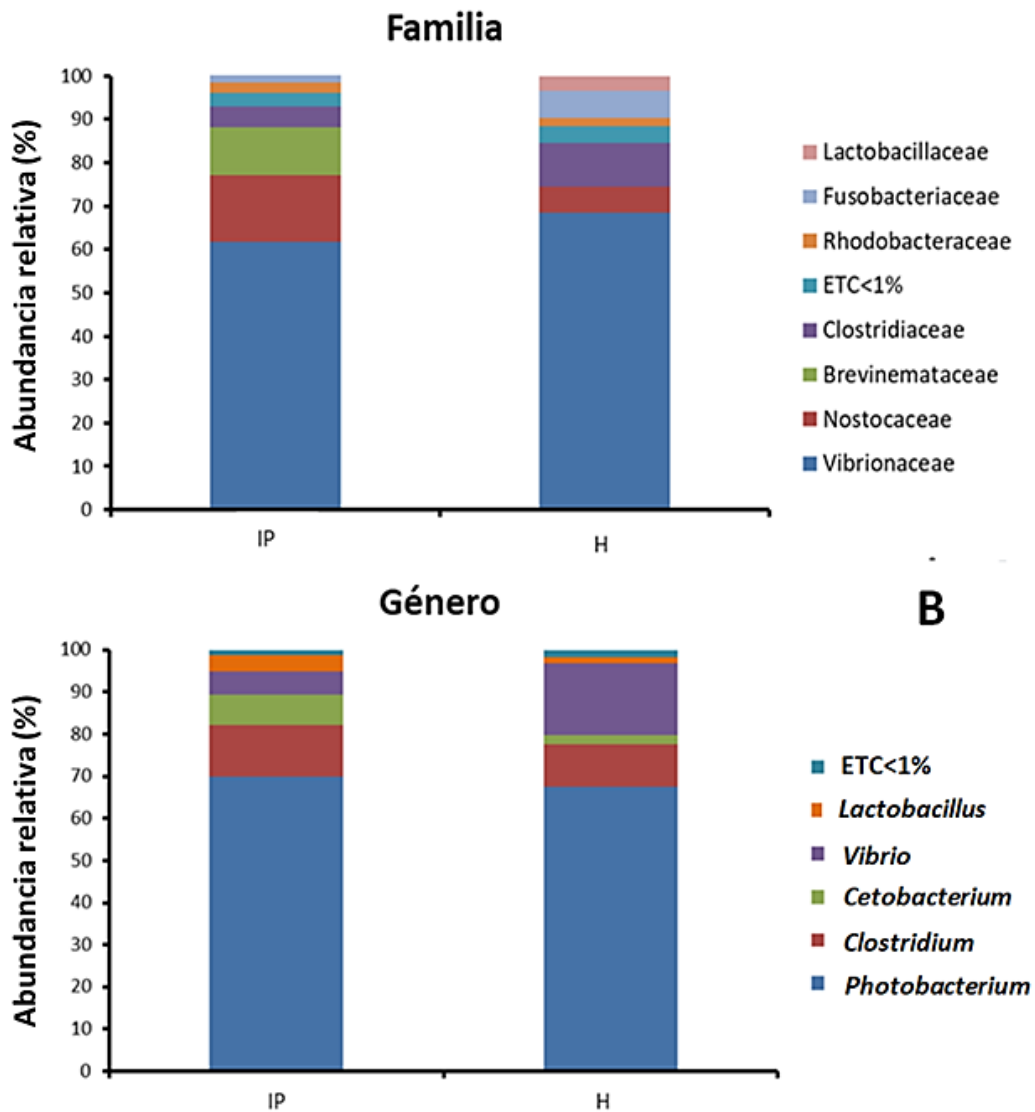 Familia
Abundancia relativa (%)
100
90
80
70
60
50
40
30
20
10
0
IP
H
Lactobacillaceae
Fusobacteriaceae
Rhodobacteraceae
ETC<1%
Clostridiaceae
Brevinemataceae
Nostocaceae
Vibrionaceae
Género
B
Abundancia relativa (%)
100
90
80
70
60
50
40
30
20
10
0
IP
H
ETC<1%
Lactobacillus
Vibrio
Cetobacterium
Clostridium
Photobacterium